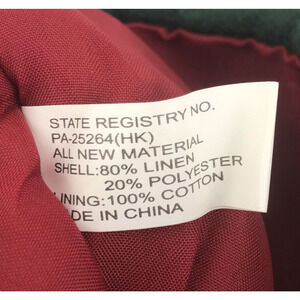 STATE REGISTRY NO.
PA-25264(HK)
ALL NEW MATERIAL
SHELL:80% LINEN
20% POLYESTER
LINING:100% COTTON
MADE IN CHINA